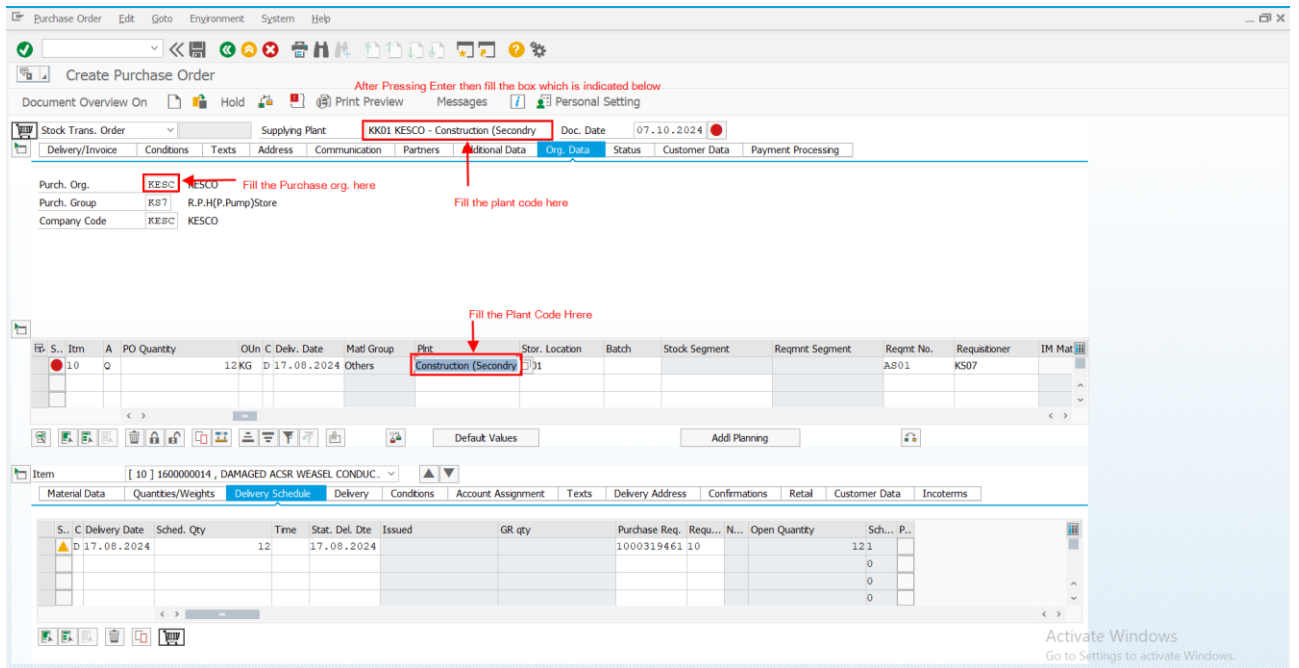 Purchase Order Edit Goto Environment System Help
Create Purchase Order
After Pressing Enter then fill the box which is indicated below
Document Overview On Hold Print Preview Messages Personal Setting
Stock Trans. Order Supplying Plant KK01 KESCO - Construction (Secondry Doc. Date 07.10.2024
Delivery/Invoice Conditions Texts Address Communication Partners Additional Data Org. Data Status Customer Data Payment Processing
Purch. Org. KESC KESCO Fill the Purchase org. here
Purch. Group KS7 R.P.H(P.Pump)Store Fill the plant code here
Company Code KESC KESCO
Fill the Plant Code Hrere
S.. Itm A PO Quantity OUn C Deliv. Date Matl Group Plnt Stor. Location Batch Stock Segment Reqmnt Segment Reqmt No. Requisitioner IM Mat
10 Q 12 KG D 17.08.2024 Others Construction (Secondry 01 AS01 KS07
Default Values Addl Planning
Item [ 10 ] 1600000014 , DAMAGED ACSR WEASEL CONDUC..
Material Data Quantities/Weights Delivery Schedule Delivery Conditions Account Assignment Texts Delivery Address Confirmations Retail Customer Data Incoterms
S.. C Delivery Date Sched. Qty Time Stat. Del. Dte Issued GR qty Purchase Req. Requ... N... Open Quantity Sch... P..
D 17.08.2024 12 17.08.2024 1000319461 10 12 1
0
0
0
Activate Windows
Go to Settings to activate Windows.